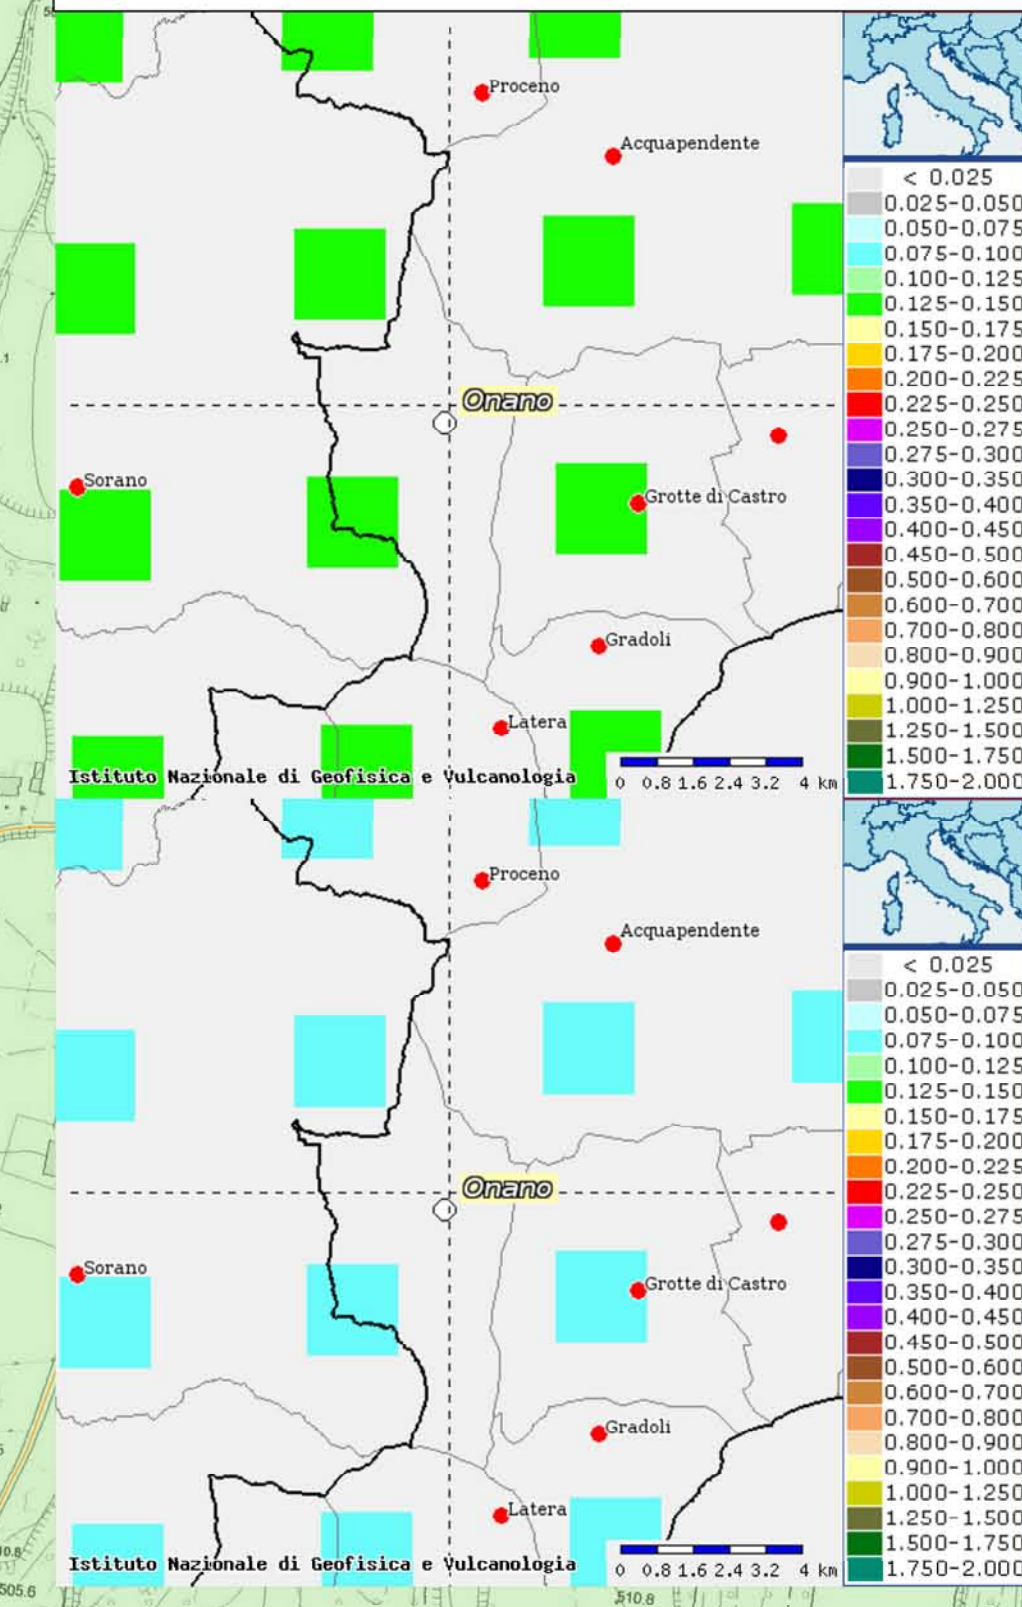 Proceno
Acquapendente
Onano
Sorano
Grotte di Castro
Gradoli
Latera
Istituto Nazionale di Geofisica e Vulcanologia
0 0.8 1.6 2.4 3.2 4 km
< 0.025
0.025-0.050
0.050-0.075
0.075-0.100
0.100-0.125
0.125-0.150
0.150-0.175
0.175-0.200
0.200-0.225
0.225-0.250
0.250-0.275
0.275-0.300
0.300-0.350
0.350-0.400
0.400-0.450
0.450-0.500
0.500-0.600
0.600-0.700
0.700-0.800
0.800-0.900
0.900-1.000
1.000-1.250
1.250-1.500
1.500-1.750
1.750-2.000
Proceno
Acquapendente
Onano
Sorano
Grotte di Castro
Gradoli
Latera
Istituto Nazionale di Geofisica e Vulcanologia
0 0.8 1.6 2.4 3.2 4 km
< 0.025
0.025-0.050
0.050-0.075
0.075-0.100
0.100-0.125
0.125-0.150
0.150-0.175
0.175-0.200
0.200-0.225
0.225-0.250
0.250-0.275
0.275-0.300
0.300-0.350
0.350-0.400
0.400-0.450
0.450-0.500
0.500-0.600
0.600-0.700
0.700-0.800
0.800-0.900
0.900-1.000
1.000-1.250
1.250-1.500
1.500-1.750
1.750-2.000
505.6
510.8